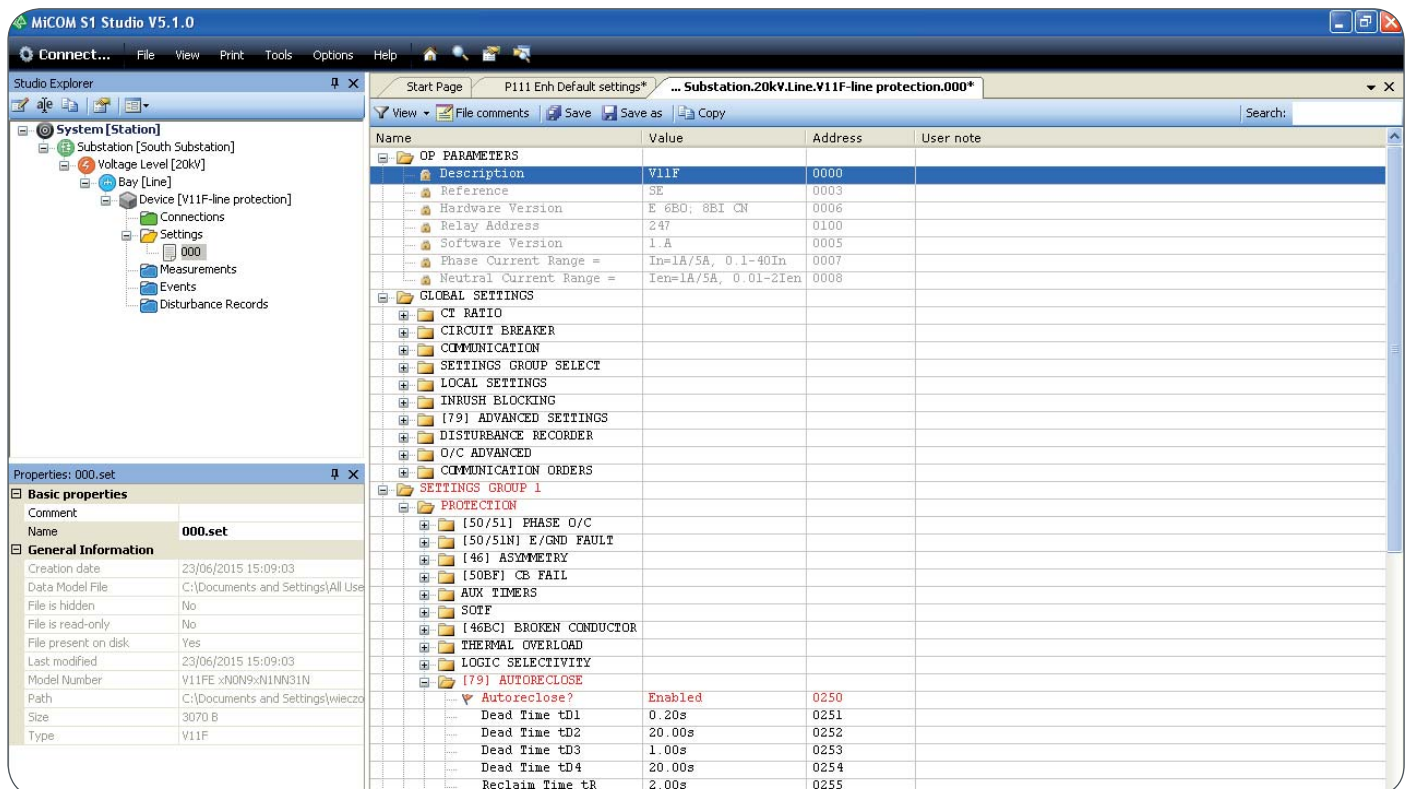 MiCOM S1 Studio V5.1.0
Connect... File View Print Tools Options Help
Studio Explorer
System [Station]
Substation [South Substation]
Voltage Level [20kV]
Bay [Line]
Device [V11F-line protection]
Connections
Settings
000
Measurements
Events
Disturbance Records
Properties: 000.set
Basic properties
Comment
Name 000.set
General Information
Creation date 23/06/2015 15:09:03
Data Model File C:\Documents and Settings\All Use
File is hidden No
File is read-only No
File present on disk Yes
Last modified 23/06/2015 15:09:03
Model Number V11FE xN0N9xN1NN31N
Path C:\Documents and Settings\wieczo
Size 3070 B
Type V11F
Start Page P111 Enh Default settings* ... Substation.20kV.Line.V11F-line protection.000*
View File comments Save Save as Copy Search:
Name Value Address User note
OP PARAMETERS
Description V11F 0000
Reference SE 0003
Hardware Version E 6BO; 8BI CN 0006
Relay Address 247 0100
Software Version 1.A 0005
Phase Current Range = In=1A/5A, 0.1-40In 0007
Neutral Current Range = Ien=1A/5A, 0.01-2Ien 0008
GLOBAL SETTINGS
CT RATIO
CIRCUIT BREAKER
COMMUNICATION
SETTINGS GROUP SELECT
LOCAL SETTINGS
INRUSH BLOCKING
[79] ADVANCED SETTINGS
DISTURBANCE RECORDER
O/C ADVANCED
COMMUNICATION ORDERS
SETTINGS GROUP 1
PROTECTION
[50/51] PHASE O/C
[50/51N] E/GND FAULT
[46] ASYMMETRY
[50BF] CB FAIL
AUX TIMERS
SOTF
[46BC] BROKEN CONDUCTOR
THERMAL OVERLOAD
LOGIC SELECTIVITY
[79] AUTORECLOSE
Autoreclose? Enabled 0250
Dead Time tD1 0.20s 0251
Dead Time tD2 20.00s 0252
Dead Time tD3 1.00s 0253
Dead Time tD4 20.00s 0254
Reclaim Time tR 2.00s 0255